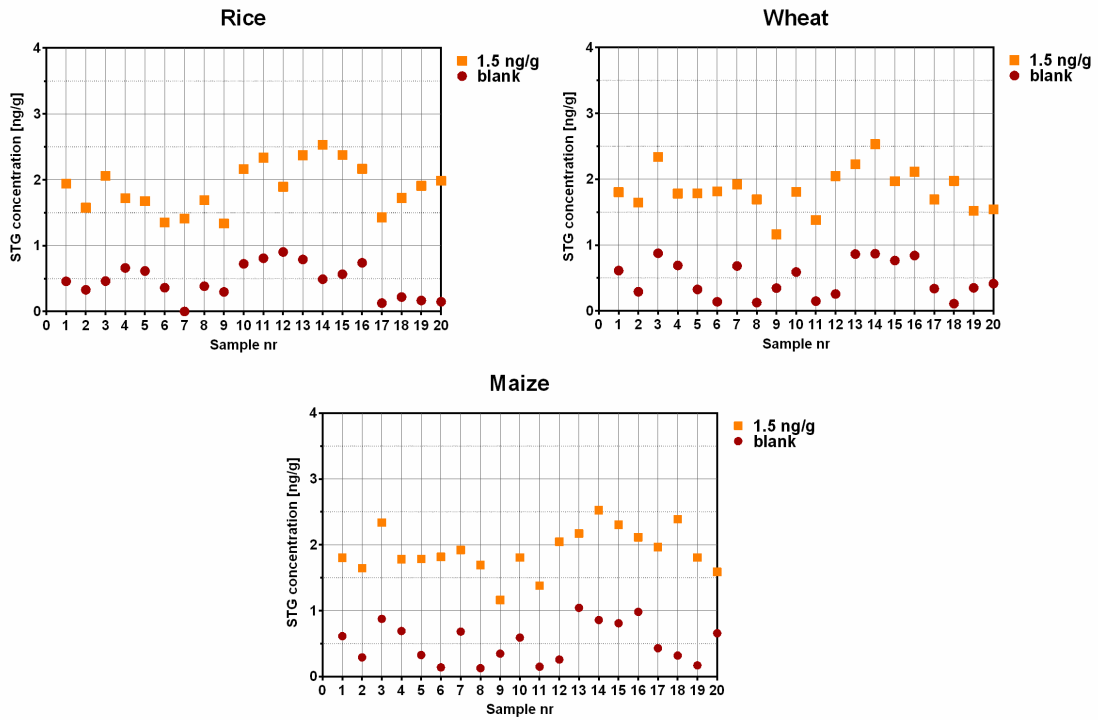 Rice
4
3
2
1
0
STG concentration [ng/g]
0 1 2 3 4 5 6 7 8 9 10 11 12 13 14 15 16 17 18 19 20
Sample nr
1.5 ng/g
blank
Wheat
4
3
2
1
0
STG concentration [ng/g]
0 1 2 3 4 5 6 7 8 9 10 11 12 13 14 15 16 17 18 19 20
Sample nr
1.5 ng/g
blank
Maize
4
3
2
1
0
STG concentration [ng/g]
0 1 2 3 4 5 6 7 8 9 10 11 12 13 14 15 16 17 18 19 20
Sample nr
1.5 ng/g
blank